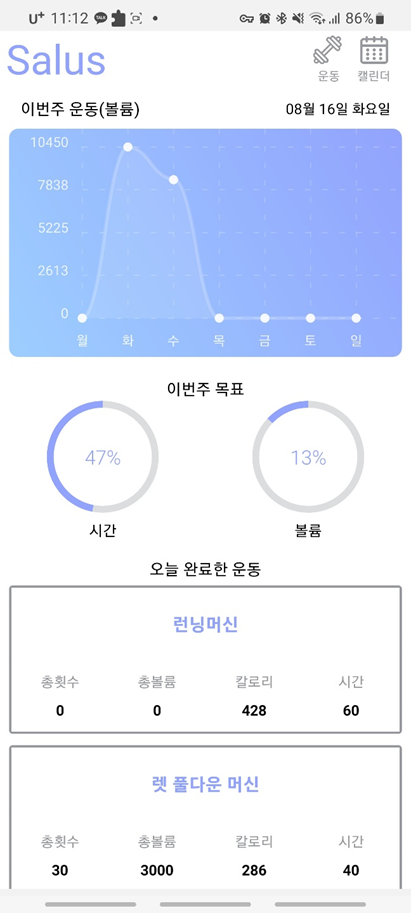 U+ 11:12 86%
Salus
운동 캘린더
이번주 운동(볼륨) 08월 16일 화요일
10450
7838
5225
2613
0
월 화 수 목 금 토 일
이번주 목표
47% 13%
시간 볼륨
오늘 완료한 운동
런닝머신
총횟수 총볼륨 칼로리 시간
0 0 428 60
렛 풀다운 머신
총횟수 총볼륨 칼로리 시간
30 3000 286 40